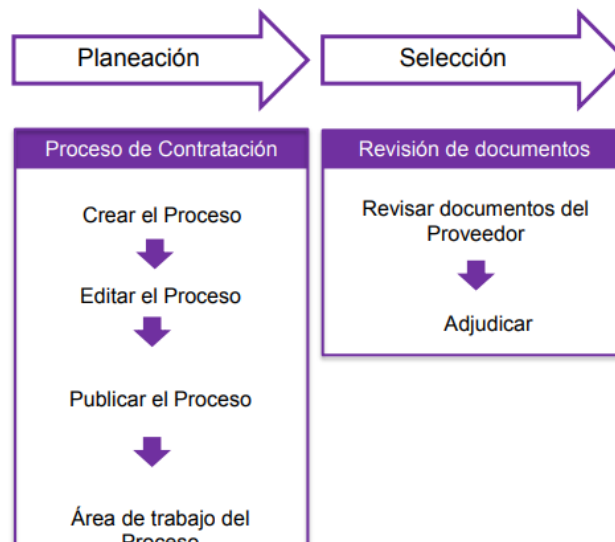 Planeación
Selección
Proceso de Contratación
Crear el Proceso
Editar el Proceso
Publicar el Proceso
Área de trabajo del
Proceso
Revisión de documentos
Revisar documentos del
Proveedor
Adjudicar